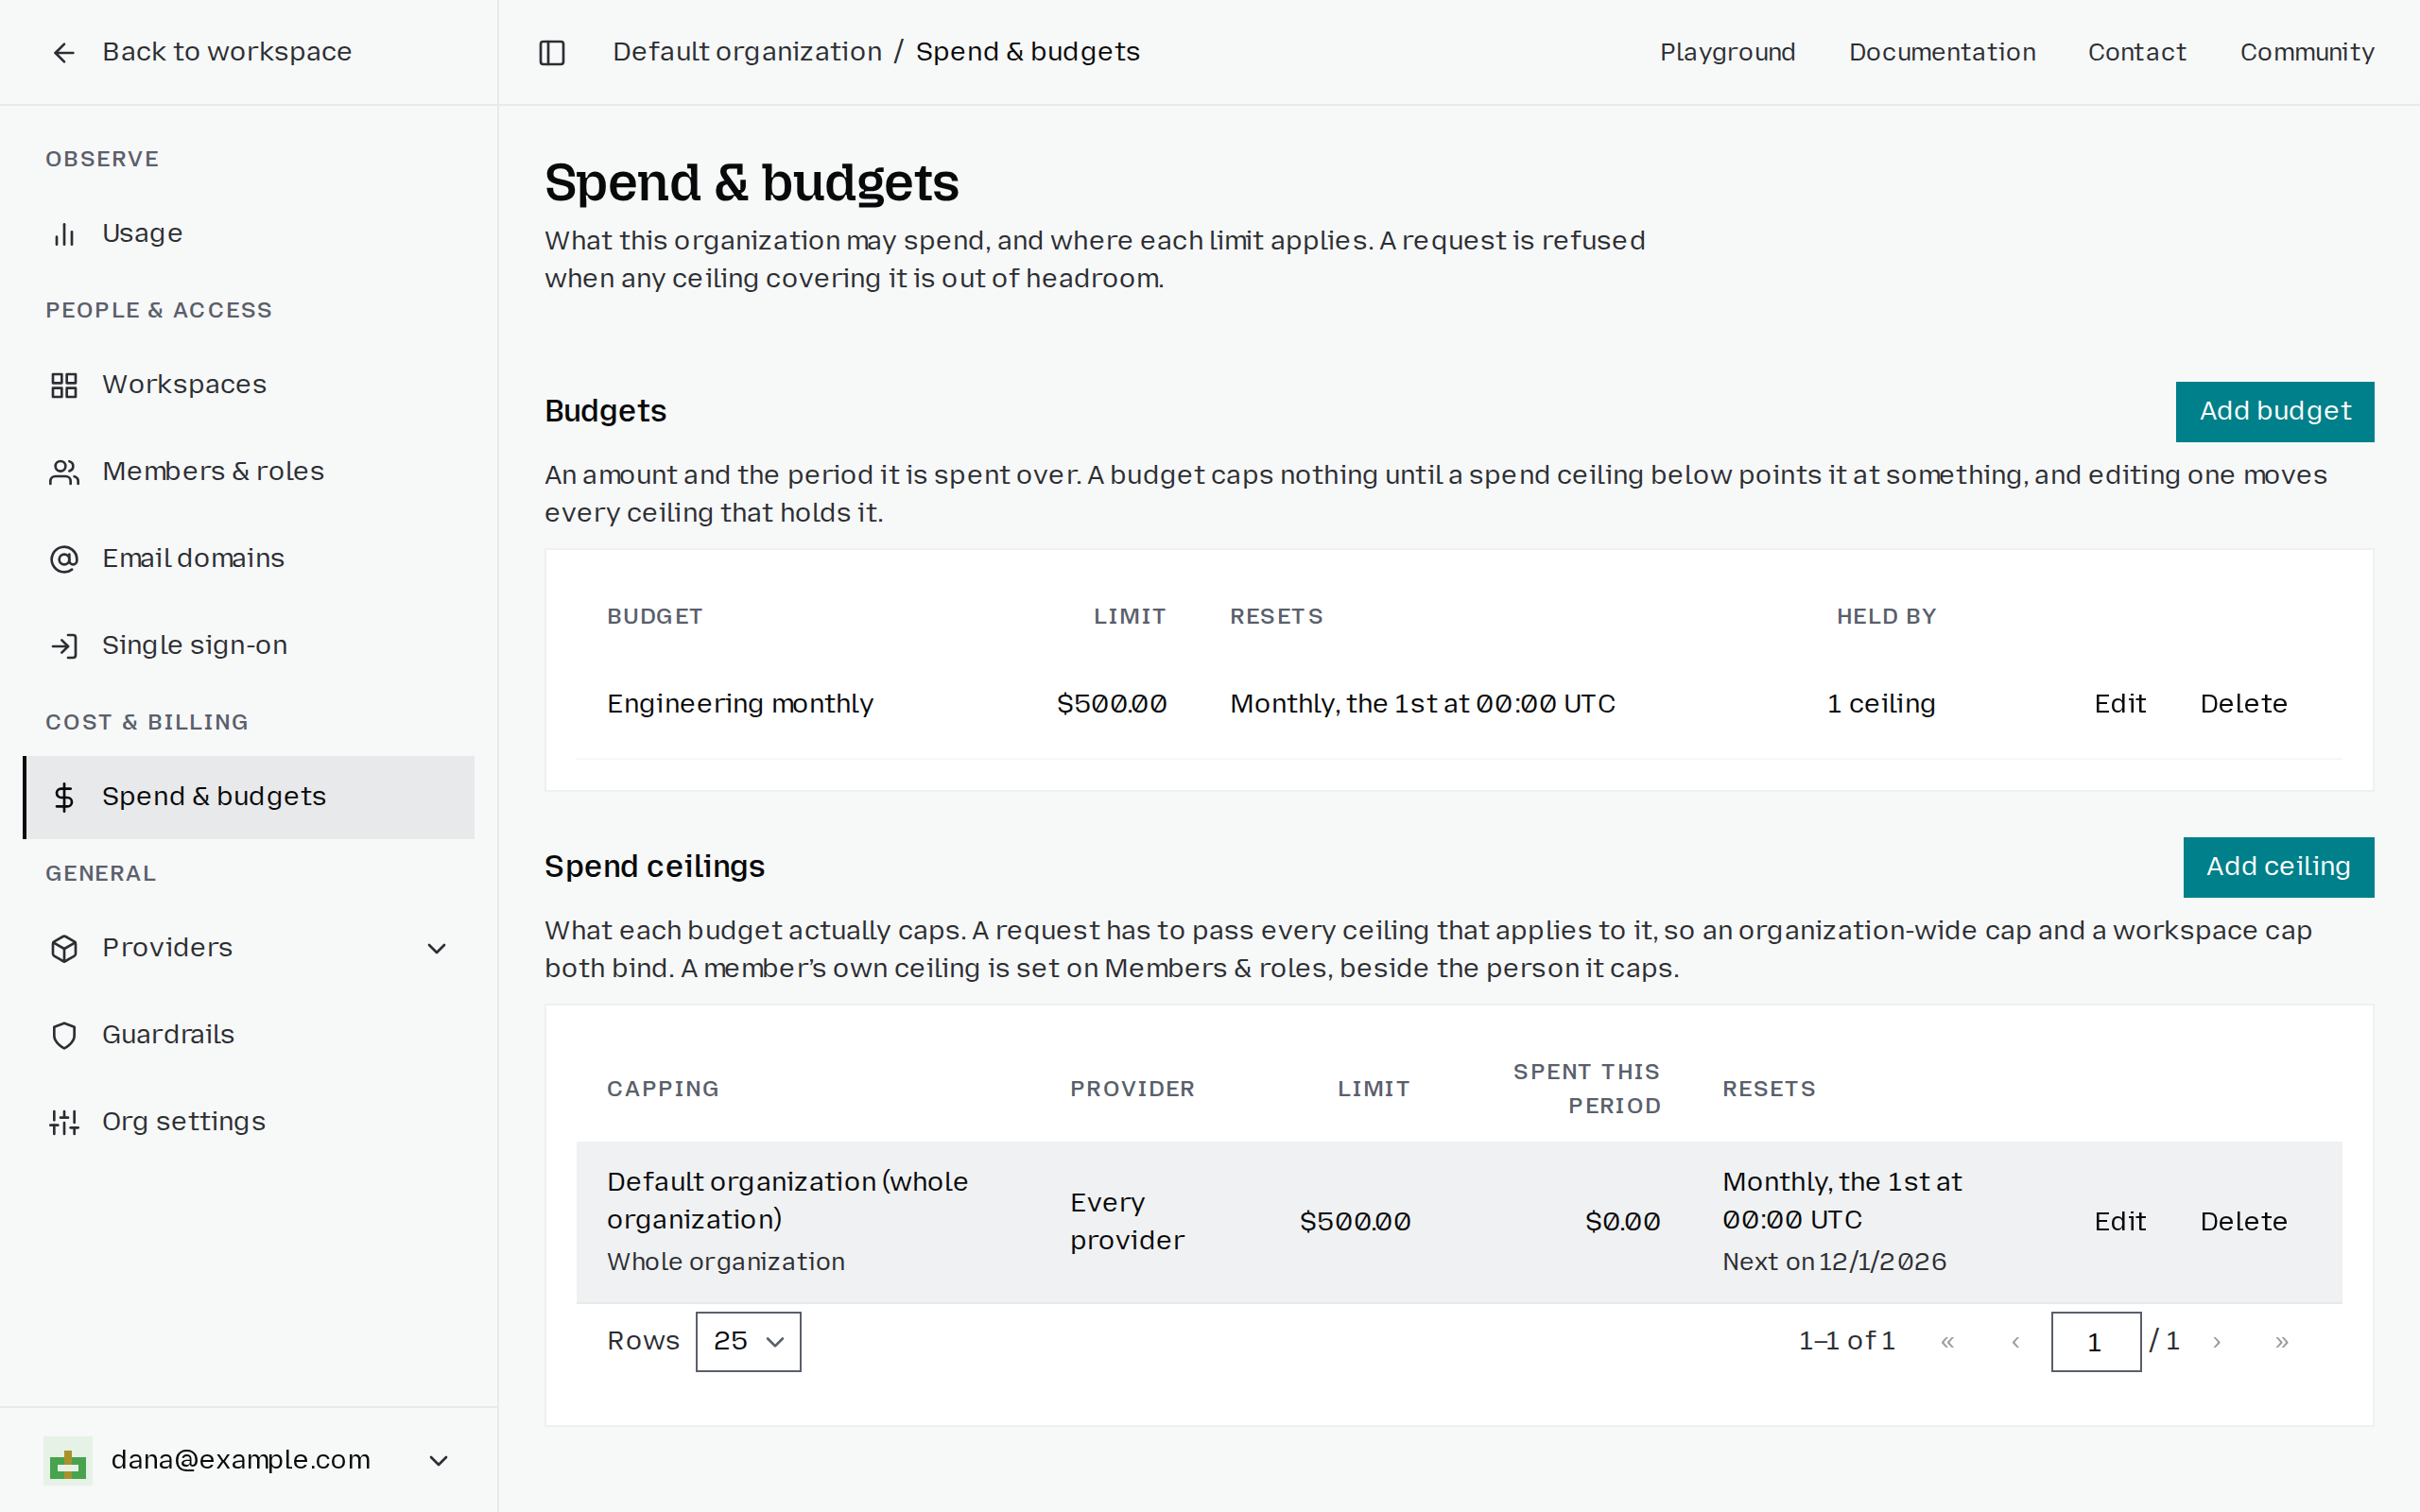 Back to workspace
Default organization / Spend & budgets
Playground
Documentation
Contact
Community
OBSERVE
Usage
PEOPLE & ACCESS
Workspaces
Members & roles
Email domains
Single sign-on
COST & BILLING
Spend & budgets
GENERAL
Providers
Guardrails
Org settings
dana@example.com
Spend & budgets
What this organization may spend, and where each limit applies. A request is refused
when any ceiling covering it is out of headroom.
Budgets
Add budget
An amount and the period it is spent over. A budget caps nothing until a spend ceiling below points it at something, and editing one moves
every ceiling that holds it.
BUDGET LIMIT RESETS HELD BY
Engineering monthly $500.00 Monthly, the 1st at 00:00 UTC 1 ceiling Edit Delete
Spend ceilings
Add ceiling
What each budget actually caps. A request has to pass every ceiling that applies to it, so an organization-wide cap and a workspace cap
both bind. A member’s own ceiling is set on Members & roles, beside the person it caps.
CAPPING PROVIDER LIMIT SPENT THIS PERIOD RESETS
Default organization (whole
organization)
Whole organization
Every
provider
$500.00
$0.00
Monthly, the 1st at
00:00 UTC
Next on 12/1/2026
Edit Delete
Rows 25
1–1 of 1 « ‹ 1 / 1 › »